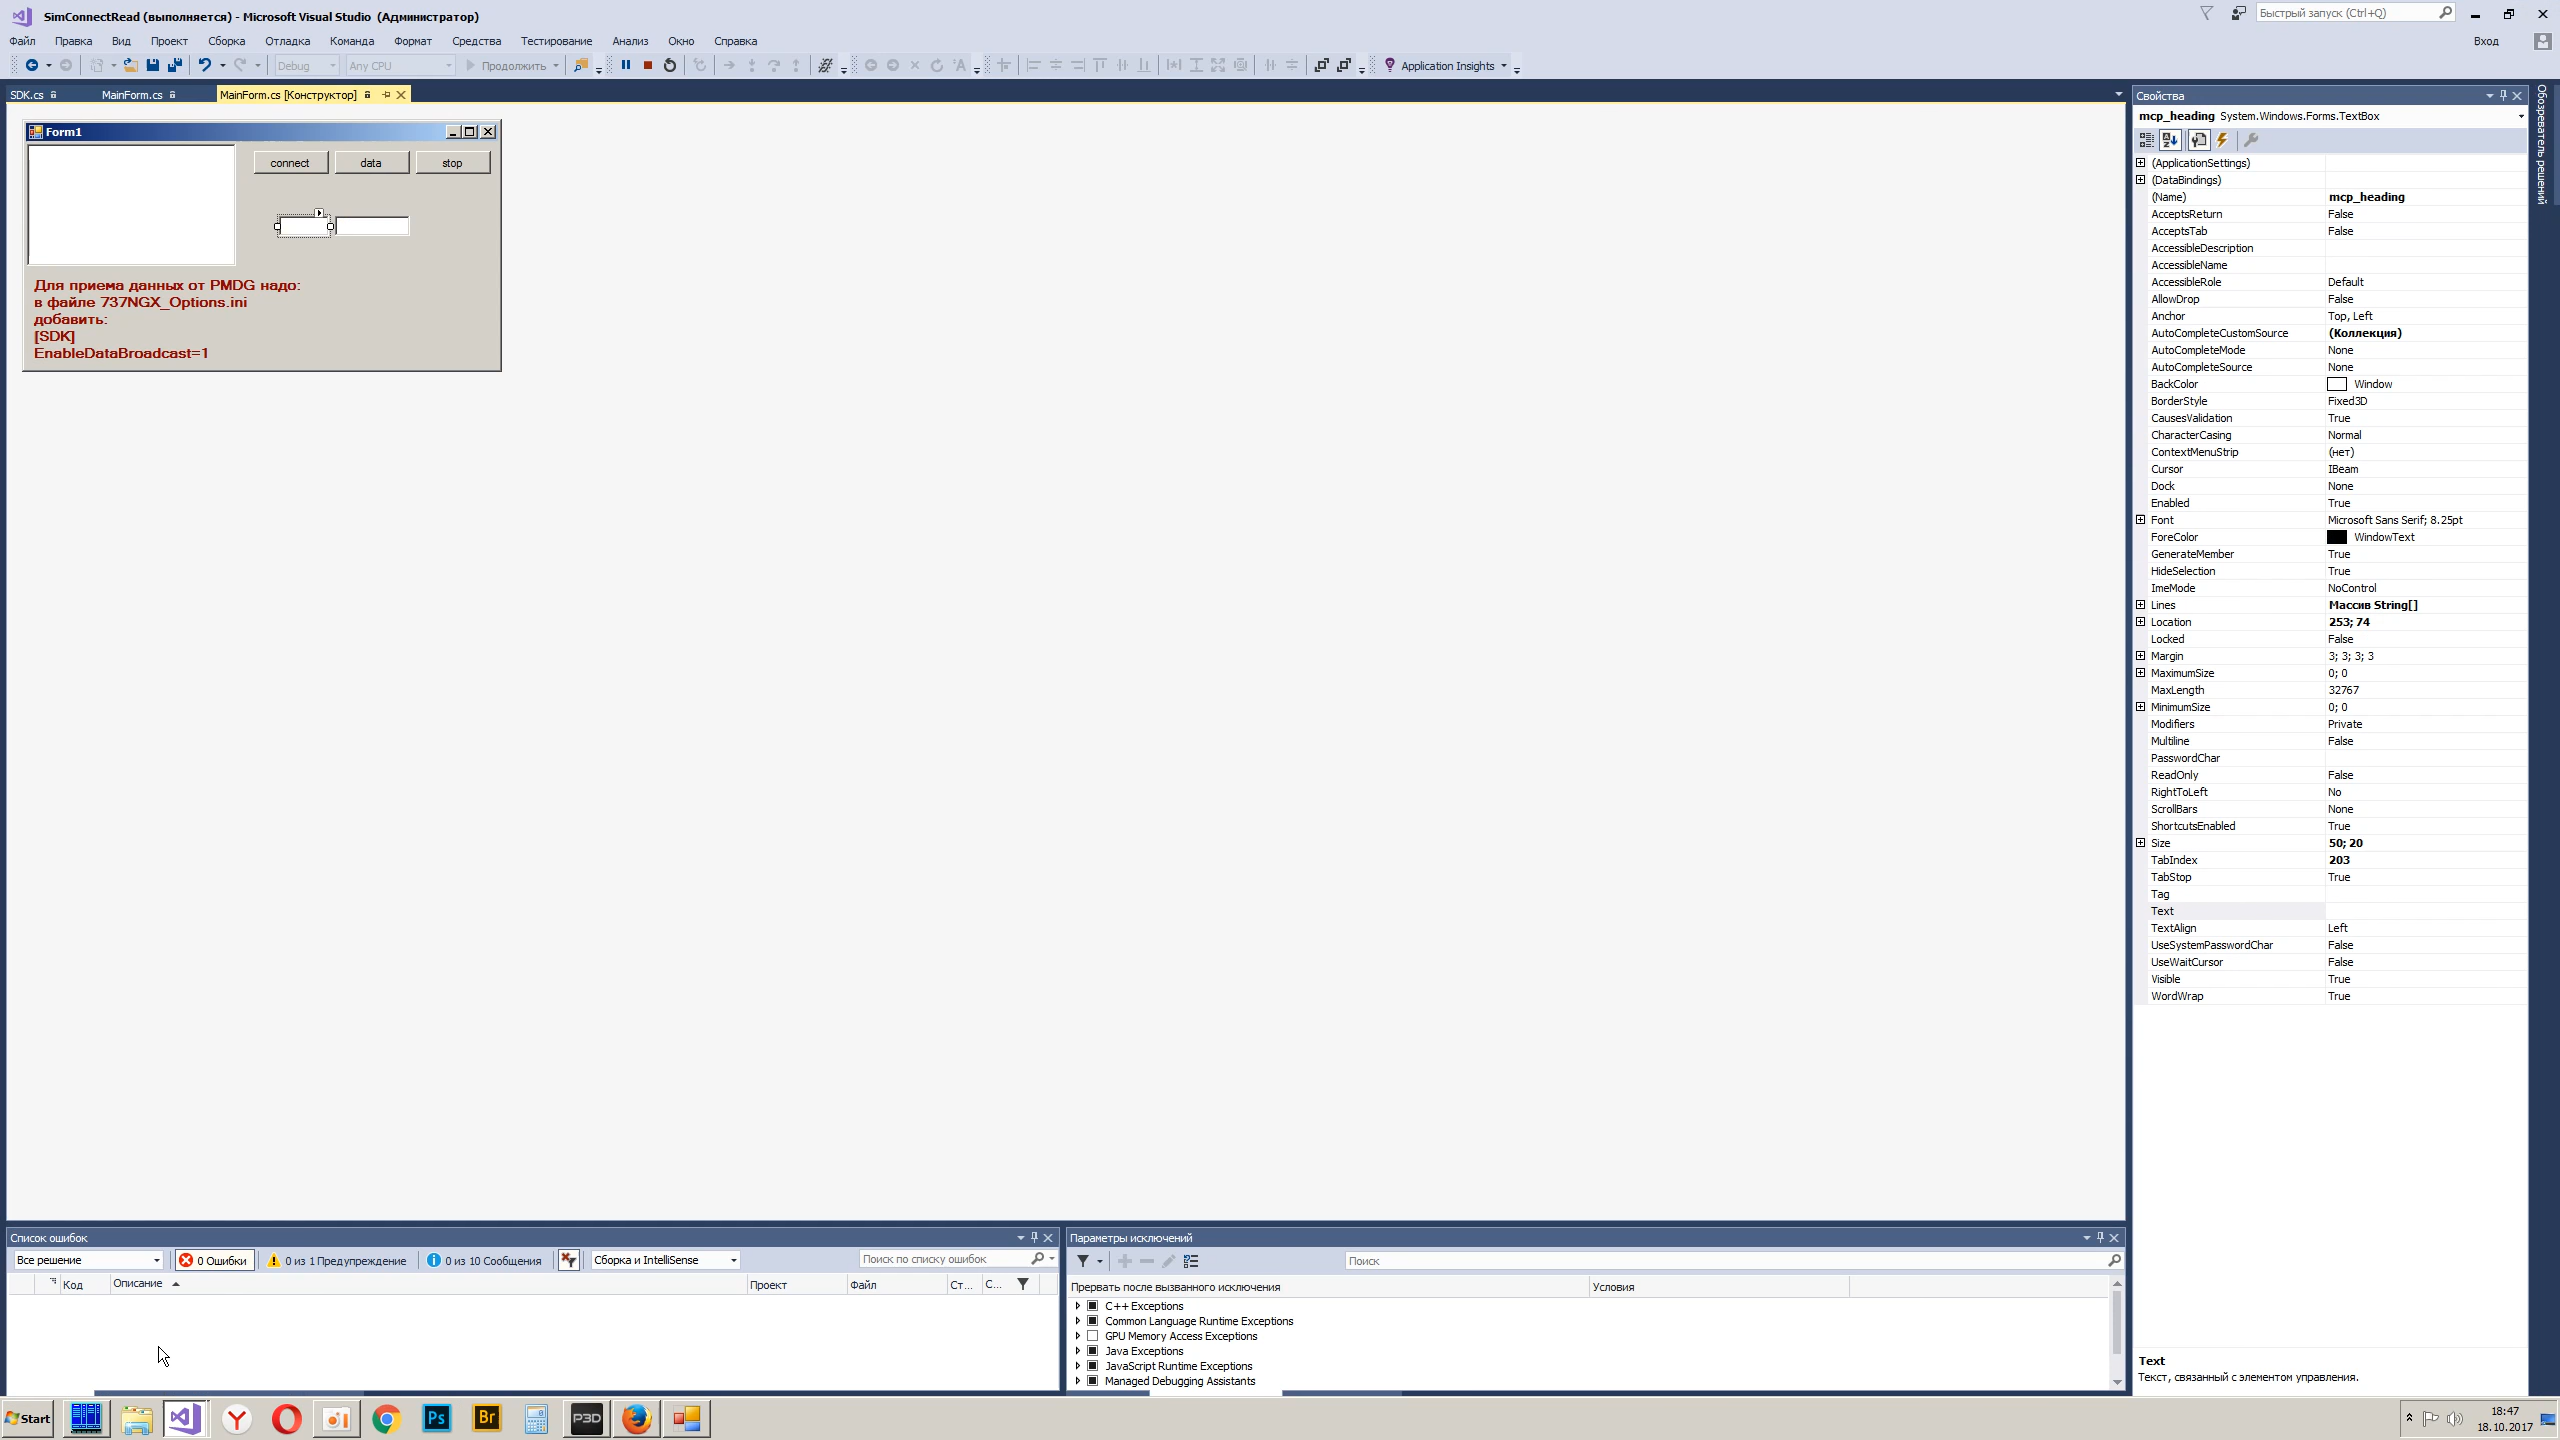 SimConnectRead (выполняется) - Microsoft Visual Studio (Администратор)
Быстрый запуск (Ctrl+Q)
Файл Правка Вид Проект Сборка Отладка Команда Формат Средства Тестирование Анализ Окно Справка
Вход
Debug Any CPU Продолжить Application Insights
SDK.cs MainForm.cs MainForm.cs [Конструктор]
Form1
connect data stop
Для приема данных от PMDG надо:
в файле 737NGX_Options.ini
добавить:
[SDK]
EnableDataBroadcast=1
Свойства
mcp_heading System.Windows.Forms.TextBox
(ApplicationSettings)
(DataBindings)
(Name) mcp_heading
AcceptsReturn False
AcceptsTab False
AccessibleDescription
AccessibleName
AccessibleRole Default
AllowDrop False
Anchor Top, Left
AutoCompleteCustomSource (Коллекция)
AutoCompleteMode None
AutoCompleteSource None
BackColor Window
BorderStyle Fixed3D
CausesValidation True
CharacterCasing Normal
ContextMenuStrip (нет)
Cursor IBeam
Dock None
Enabled True
Font Microsoft Sans Serif; 8.25pt
ForeColor WindowText
GenerateMember True
HideSelection True
ImeMode NoControl
Lines Массив String[]
Location 253; 74
Locked False
Margin 3; 3; 3; 3
MaximumSize 0; 0
MaxLength 32767
MinimumSize 0; 0
Modifiers Private
Multiline False
PasswordChar
ReadOnly False
RightToLeft No
ScrollBars None
ShortcutsEnabled True
Size 50; 20
TabIndex 203
TabStop True
Tag
Text
TextAlign Left
UseSystemPasswordChar False
UseWaitCursor False
Visible True
WordWrap True
Text
Текст, связанный с элементом управления.
Обозреватель решений
Список ошибок
Все решение 0 Ошибки 0 из 1 Предупреждение 0 из 10 Сообщения Сборка и IntelliSense Поиск по списку ошибок
Код Описание Проект Файл Ст... С...
Параметры исключений
Поиск
Прервать после вызванного исключения Условия
C++ Exceptions
Common Language Runtime Exceptions
GPU Memory Access Exceptions
Java Exceptions
JavaScript Runtime Exceptions
Managed Debugging Assistants
Start Ps Br P3D
18:47
18.10.2017